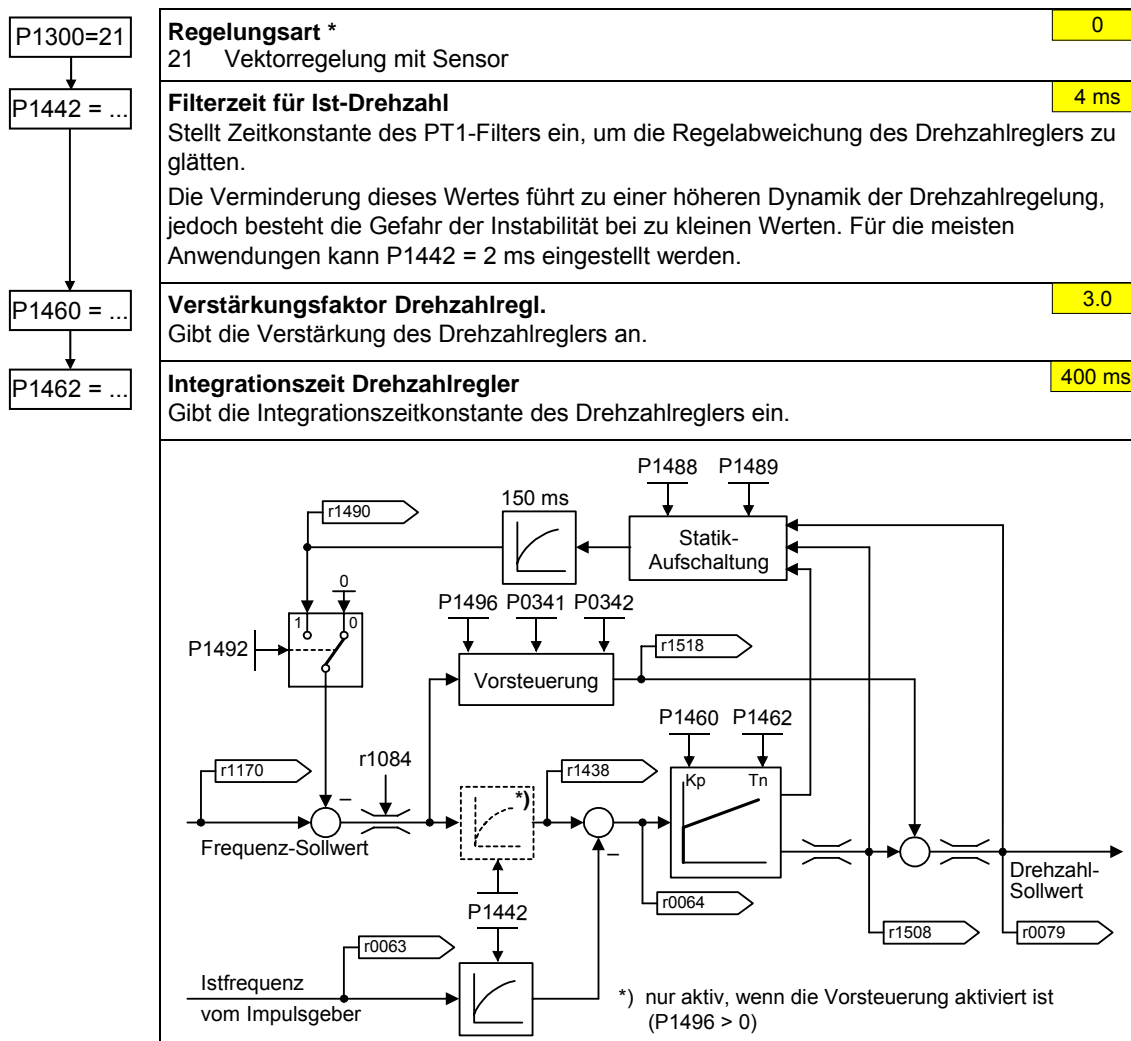 P1300=21
Regelungsart *
0
21 Vektorregelung mit Sensor
P1442 = ...
Filterzeit für Ist-Drehzahl
4 ms
Stellt Zeitkonstante des PT1-Filters ein, um die Regelabweichung des Drehzahlreglers zu
glätten.
Die Verminderung dieses Wertes führt zu einer höheren Dynamik der Drehzahlregelung,
jedoch besteht die Gefahr der Instabilität bei zu kleinen Werten. Für die meisten
Anwendungen kann P1442 = 2 ms eingestellt werden.
P1460 = ...
Verstärkungsfaktor Drehzahlregl.
3.0
Gibt die Verstärkung des Drehzahlreglers an.
P1462 = ...
Integrationszeit Drehzahlregler
400 ms
Gibt die Integrationszeitkonstante des Drehzahlreglers ein.
P1488 P1489
150 ms
r1490
Statik-
Aufschaltung
0
1 0
P1492
P1496 P0341 P0342
r1518
Vorsteuerung
P1460 P1462
r1170
r1084
r1438
Kp Tn
*)
–
–
Frequenz-Sollwert
Drehzahl-
Sollwert
P1442
r0064
r0063
r1508
r0079
Istfrequenz
vom Impulsgeber
*) nur aktiv, wenn die Vorsteuerung aktiviert ist
(P1496 > 0)